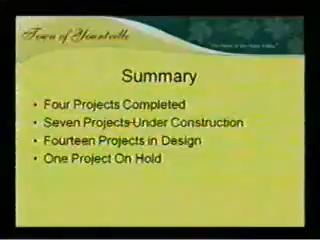 Town of Yountville
Summary
• Four Projects Completed
• Seven Projects Under Construction
• Fourteen Projects in Design
• One Project On Hold